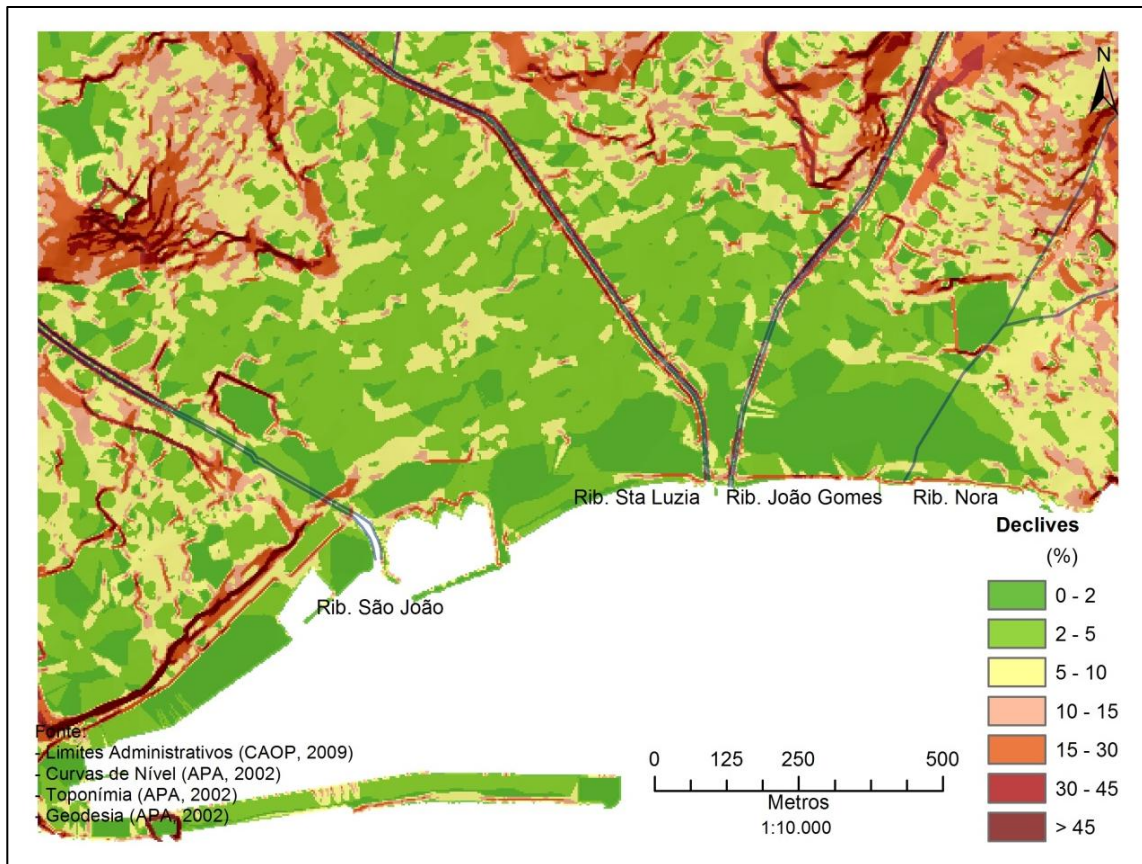 N
Rib. Sta Luzia
Rib. João Gomes
Rib. Nora
Rib. São João
Declives
(%)
0 - 2
2 - 5
5 - 10
10 - 15
15 - 30
30 - 45
> 45
Fonte:
- Limites Administrativos (CAOP, 2009)
- Curvas de Nível (APA, 2002)
- Toponímia (APA, 2002)
- Geodesia (APA, 2002)
0 125 250 500
Metros
1:10.000